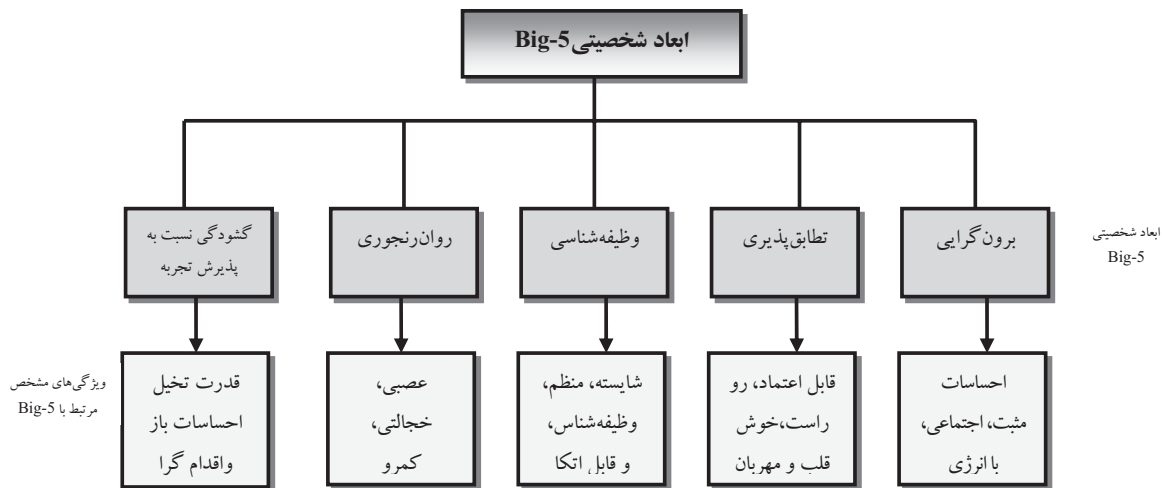 ابعاد شخصیتی Big-5
برون‌گرایی
تطابق‌پذیری
وظیفه‌شناسی
روان‌رنجوری
گشودگی نسبت به
پذیرش تجربه
ابعاد شخصیتی
Big-5
احساسات
مثبت، اجتماعی،
با انرژی
قابل اعتماد، رو
راست،خوش
قلب و مهربان
شایسته، منظم،
وظیفه‌شناس،
و قابل اتکا
عصبی،
خجالتی،
کمرو
قدرت تخیل
احساسات باز
واقدام گرا
ویژگی‌های مشخص
مرتبط با Big-5